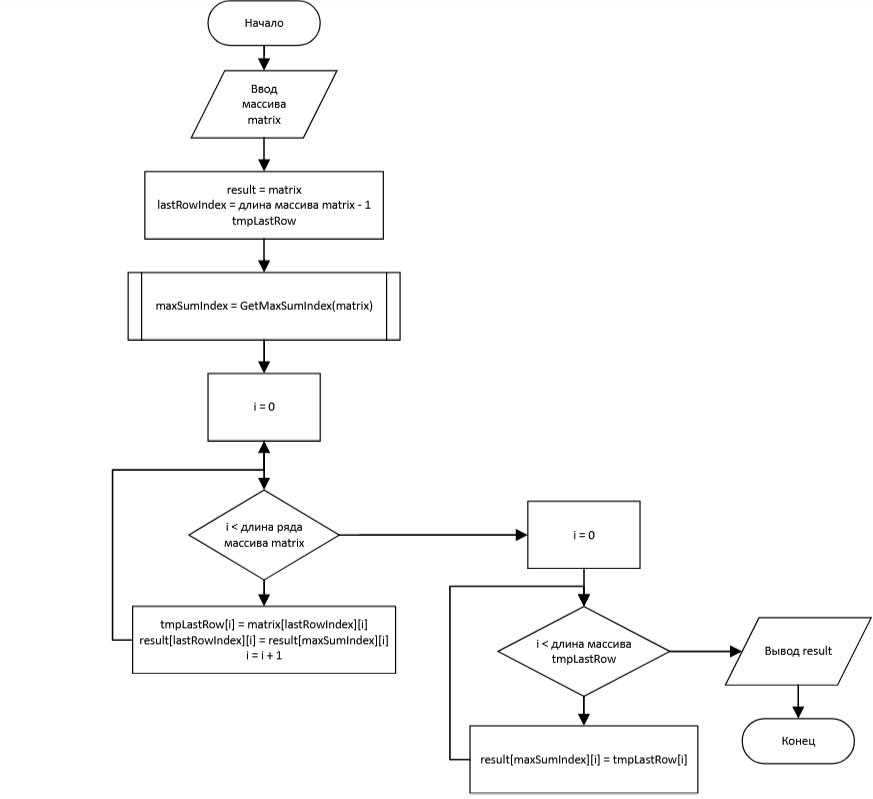 Начало
Ввод
массива
matrix
result = matrix
lastRowIndex = длина массива matrix - 1
tmpLastRow
maxSumIndex = GetMaxSumIndex(matrix)
i = 0
i < длина ряда
массива matrix
tmpLastRow[i] = matrix[lastRowIndex][i]
result[lastRowIndex][i] = result[maxSumIndex][i]
i = i + 1
i = 0
i < длина массива
tmpLastRow
result[maxSumIndex][i] = tmpLastRow[i]
Вывод result
Конец